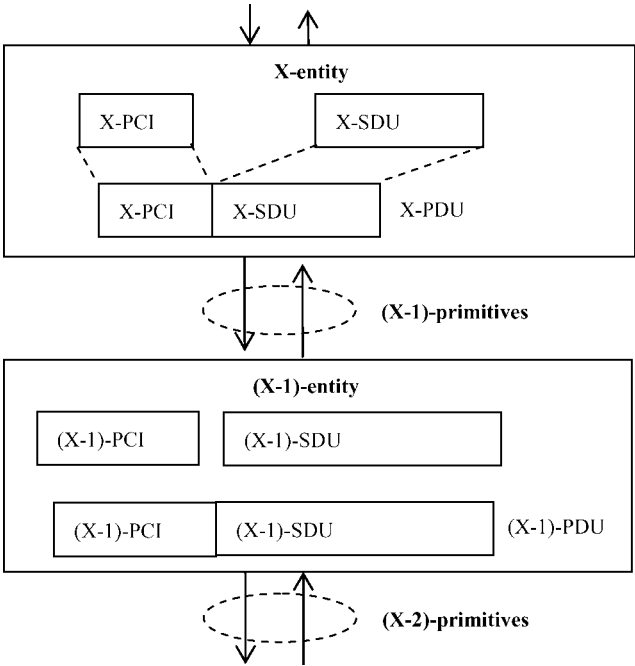 X-entity
X-PCI X-SDU
X-PCI X-SDU X-PDU
(X-1)-primitives
(X-1)-entity
(X-1)-PCI (X-1)-SDU
(X-1)-PCI (X-1)-SDU (X-1)-PDU
(X-2)-primitives